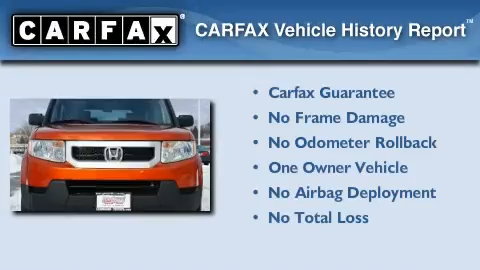 CARFAX®
CARFAX Vehicle History Report™
• Carfax Guarantee
• No Frame Damage
• No Odometer Rollback
• One Owner Vehicle
• No Airbag Deployment
• No Total Loss